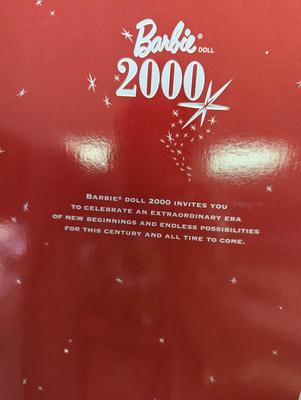 Barbie® DOLL
2000
BARBIE® DOLL 2000 INVITES YOU
TO CELEBRATE AN EXTRAORDINARY ERA
OF NEW BEGINNINGS AND ENDLESS POSSIBILITIES
FOR THIS CENTURY AND ALL TIME TO COME.